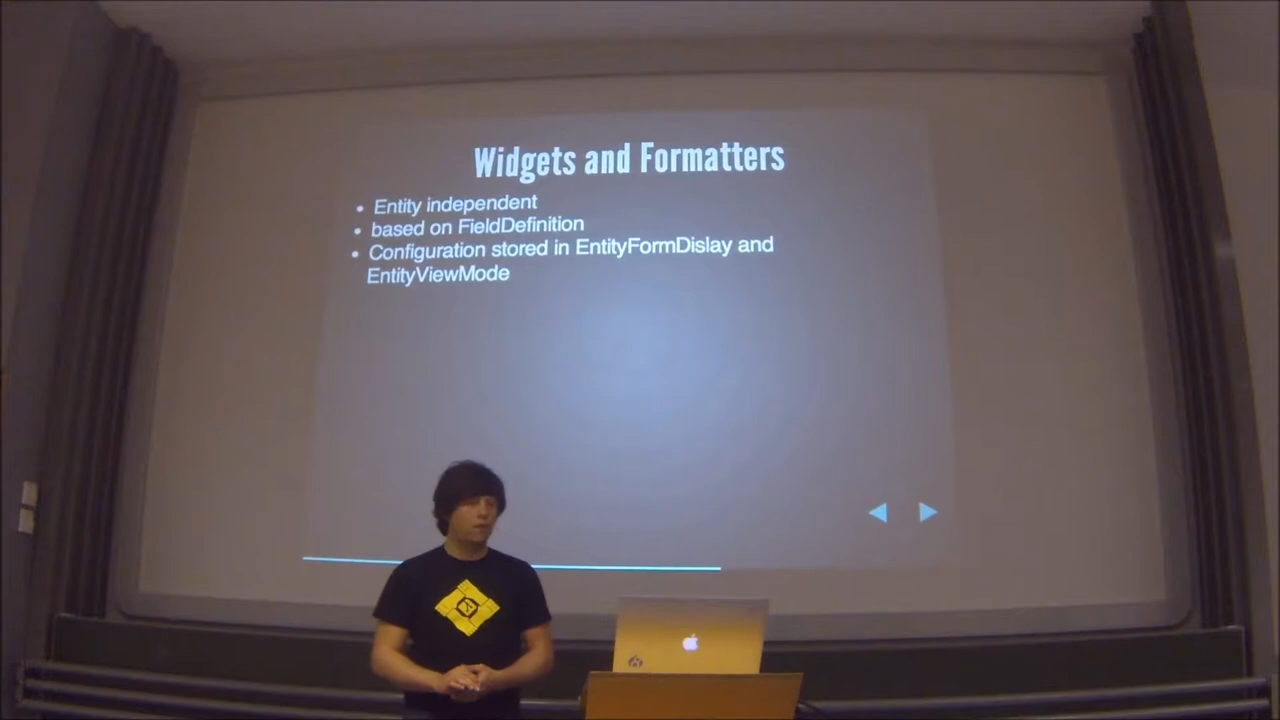 Widgets and Formatters
• Entity independent
• based on FieldDefinition
• Configuration stored in EntityFormDislay and
EntityViewMode